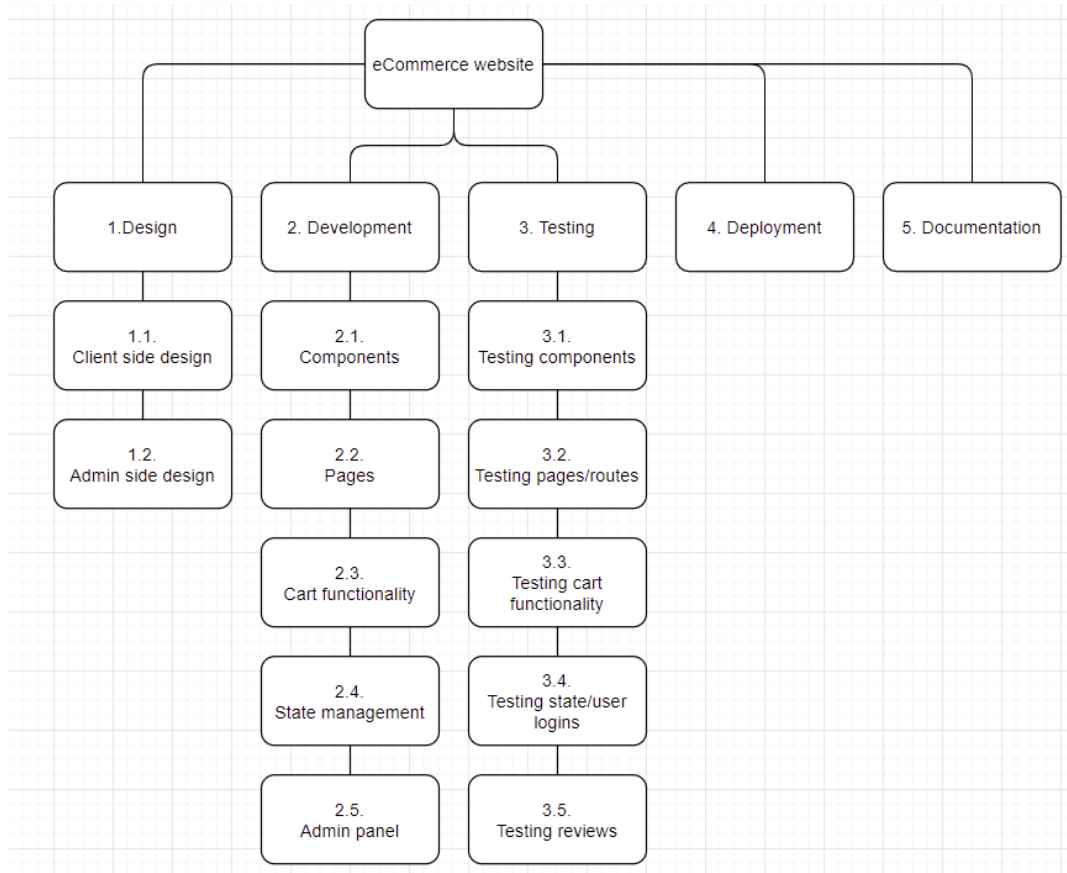 eCommerce website
1.Design
2. Development
3. Testing
4. Deployment
5. Documentation
1.1.
Client side design
2.1.
Components
3.1.
Testing components
1.2.
Admin side design
2.2.
Pages
3.2.
Testing pages/routes
2.3.
Cart functionality
3.3.
Testing cart
functionality
2.4.
State management
3.4.
Testing state/user
logins
2.5.
Admin panel
3.5.
Testing reviews